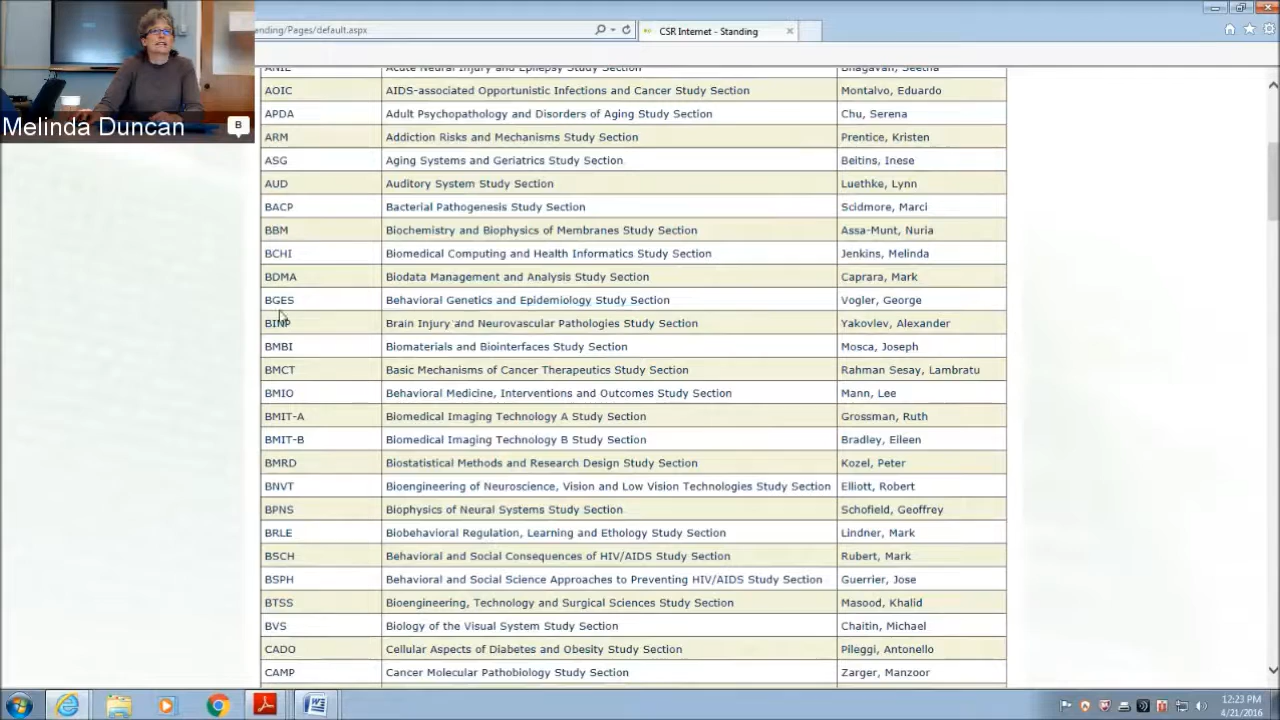 anding/Pages/default.aspx
CSR Internet - Standing
Melinda Duncan
B
ANIE Acute Neural Injury and Epilepsy Study Section Bhagavan, Seetha
AOIC AIDS-associated Opportunistic Infections and Cancer Study Section Montalvo, Eduardo
APDA Adult Psychopathology and Disorders of Aging Study Section Chu, Serena
ARM Addiction Risks and Mechanisms Study Section Prentice, Kristen
ASG Aging Systems and Geriatrics Study Section Beitins, Inese
AUD Auditory System Study Section Luethke, Lynn
BACP Bacterial Pathogenesis Study Section Scidmore, Marci
BBM Biochemistry and Biophysics of Membranes Study Section Assa-Munt, Nuria
BCHI Biomedical Computing and Health Informatics Study Section Jenkins, Melinda
BDMA Biodata Management and Analysis Study Section Caprara, Mark
BGES Behavioral Genetics and Epidemiology Study Section Vogler, George
BINP Brain Injury and Neurovascular Pathologies Study Section Yakovlev, Alexander
BMBI Biomaterials and Biointerfaces Study Section Mosca, Joseph
BMCT Basic Mechanisms of Cancer Therapeutics Study Section Rahman Sesay, Lambratu
BMIO Behavioral Medicine, Interventions and Outcomes Study Section Mann, Lee
BMIT-A Biomedical Imaging Technology A Study Section Grossman, Ruth
BMIT-B Biomedical Imaging Technology B Study Section Bradley, Eileen
BMRD Biostatistical Methods and Research Design Study Section Kozel, Peter
BNVT Bioengineering of Neuroscience, Vision and Low Vision Technologies Study Section Elliott, Robert
BPNS Biophysics of Neural Systems Study Section Schofield, Geoffrey
BRLE Biobehavioral Regulation, Learning and Ethology Study Section Lindner, Mark
BSCH Behavioral and Social Consequences of HIV/AIDS Study Section Rubert, Mark
BSPH Behavioral and Social Science Approaches to Preventing HIV/AIDS Study Section Guerrier, Jose
BTSS Bioengineering, Technology and Surgical Sciences Study Section Masood, Khalid
BVS Biology of the Visual System Study Section Chaitin, Michael
CADO Cellular Aspects of Diabetes and Obesity Study Section Pileggi, Antonello
CAMP Cancer Molecular Pathobiology Study Section Zarger, Manzoor
12:23 PM
4/21/2016